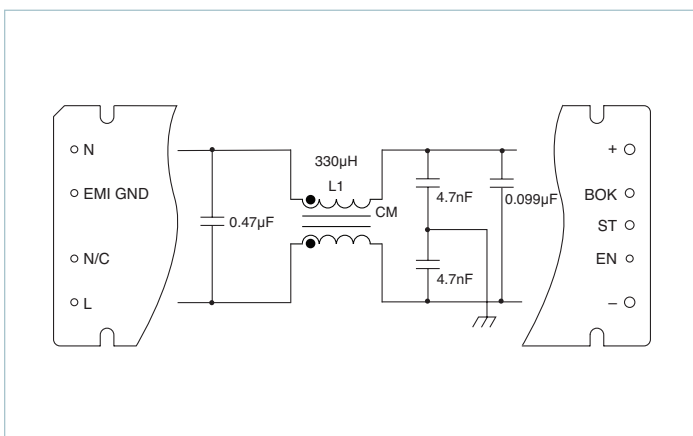 N
EMI GND
N/C
L
0.47µF
330µH
L1
CM
4.7nF
4.7nF
0.099µF
+
BOK
ST
EN
–